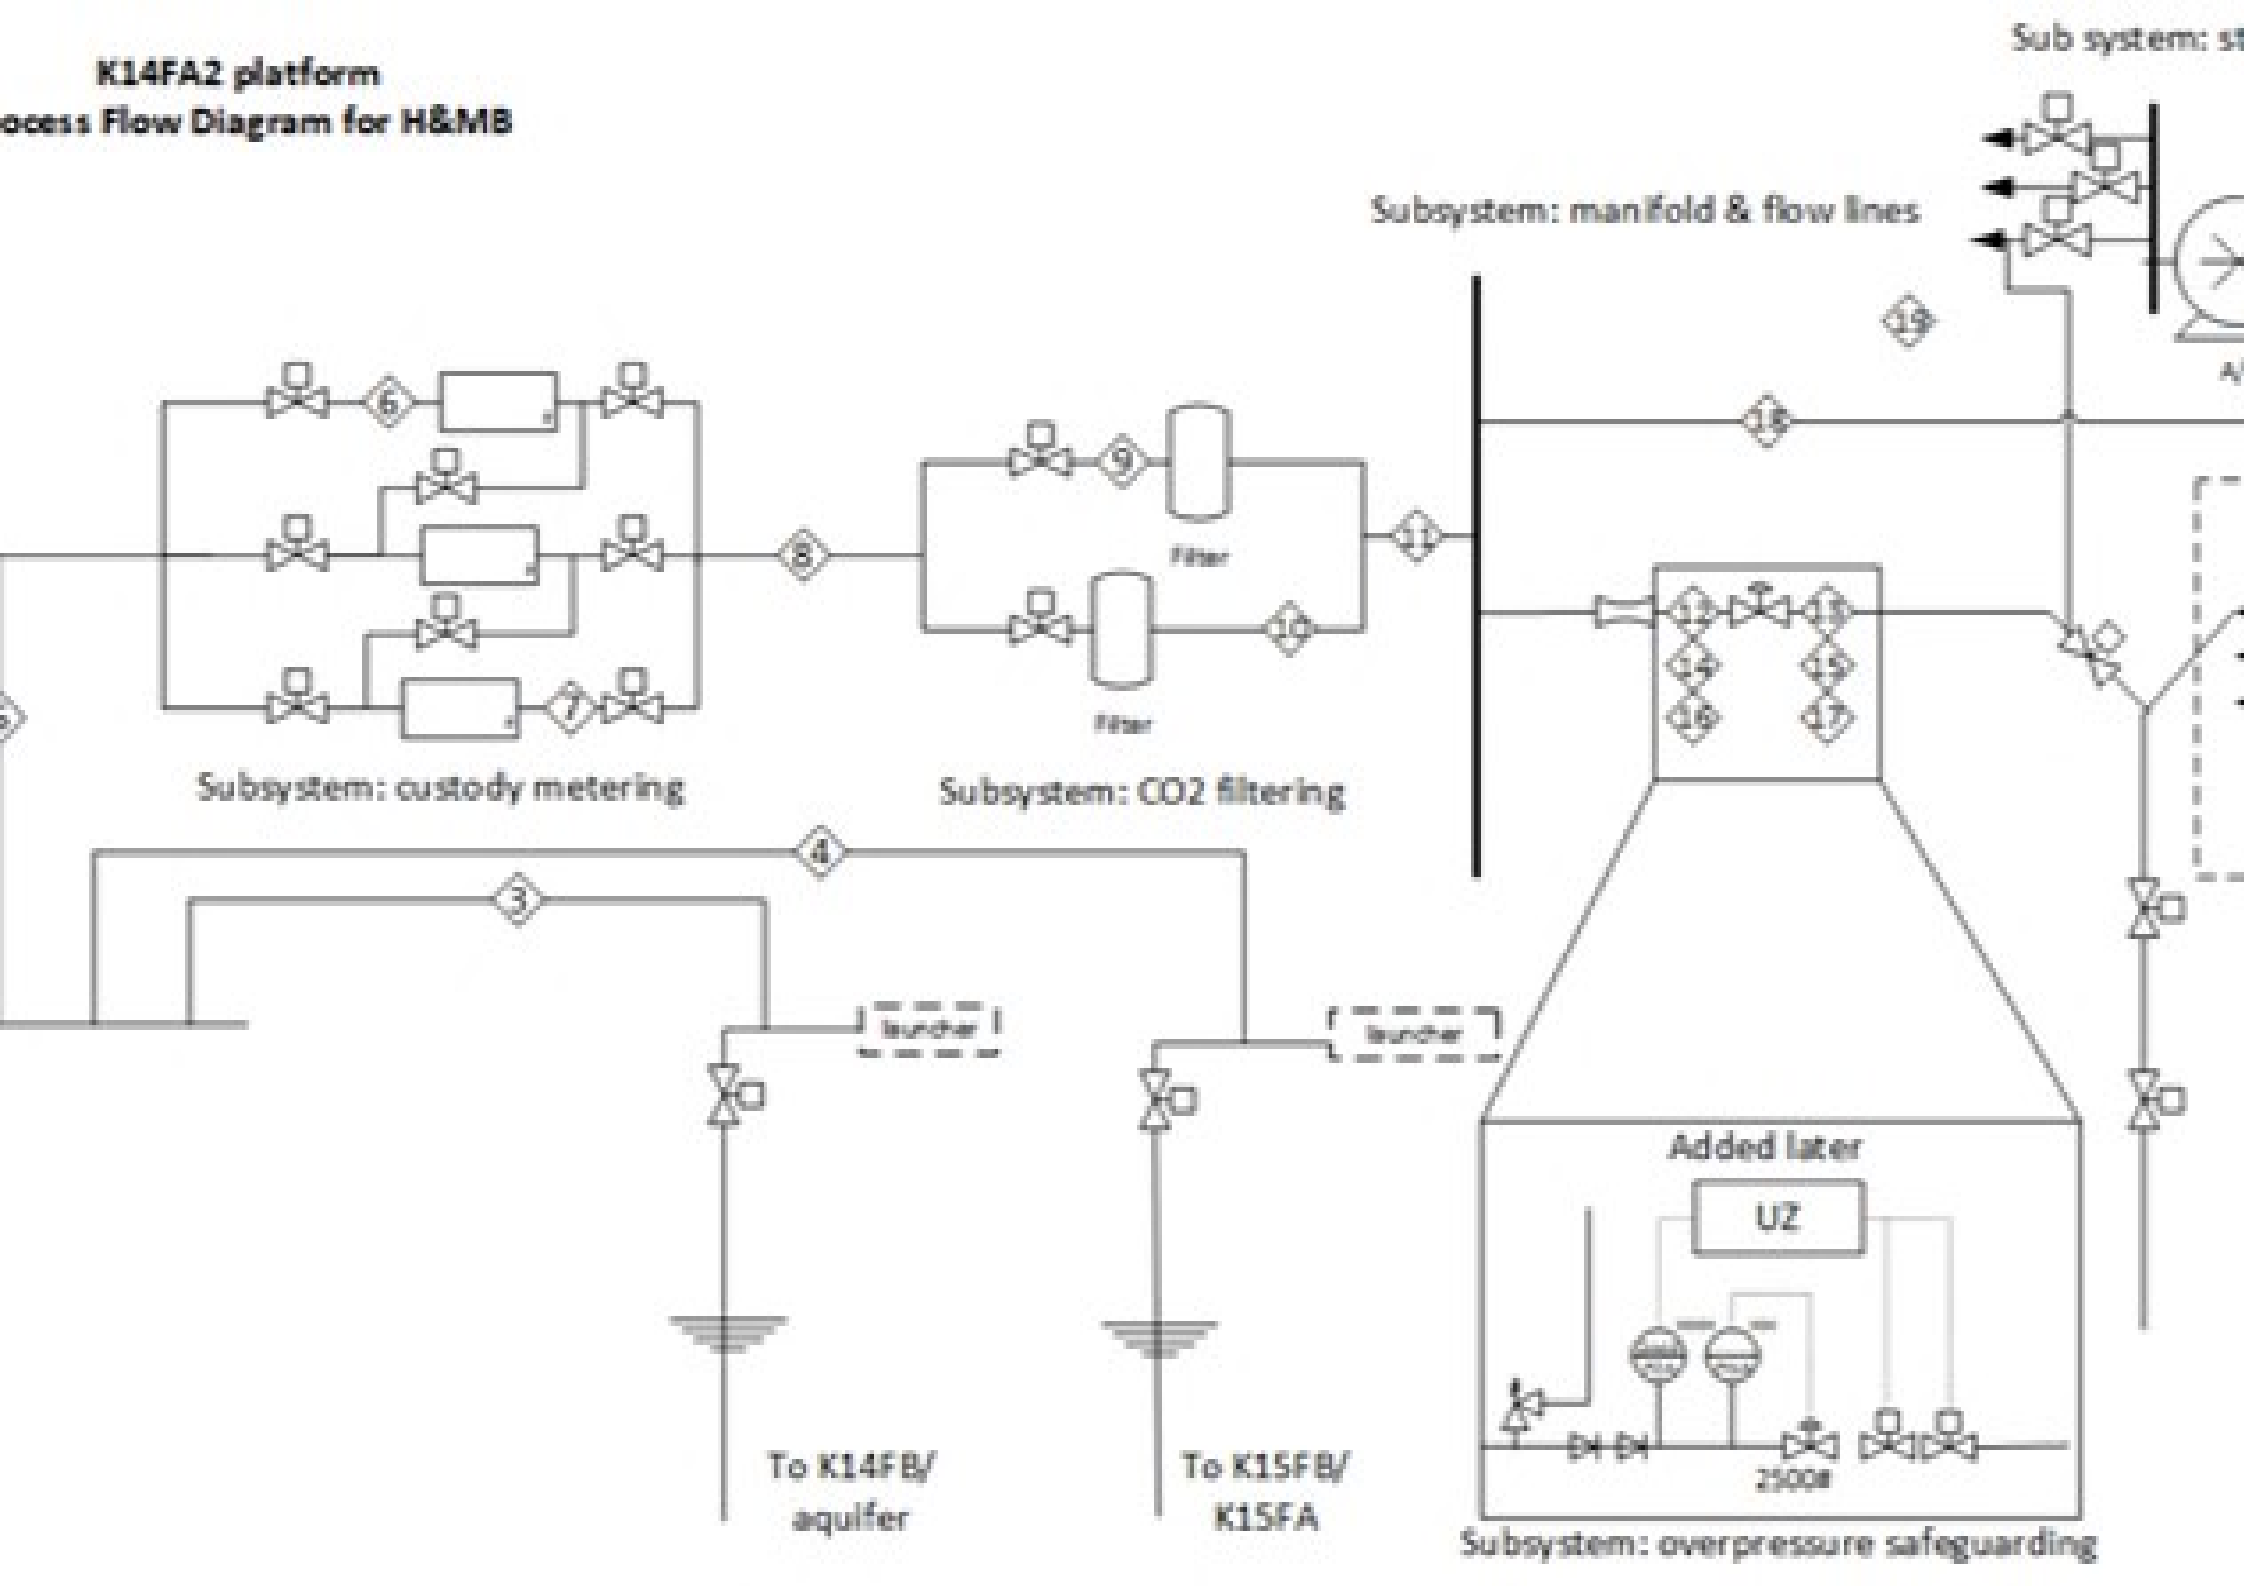 K14FA2 platform
ocess Flow Diagram for H&MB
Sub system: st
Subsystem: manifold & flow lines
19
A/
6
18
9
8
11
Filter
12
13
10
14
15
7
16
17
Filter
Subsystem: custody metering
Subsystem: CO2 filtering
4
3
launcher
launcher
Added later
UZ
To K14FB/
aquifer
To K15FB/
K15FA
2500#
Subsystem: overpressure safeguarding